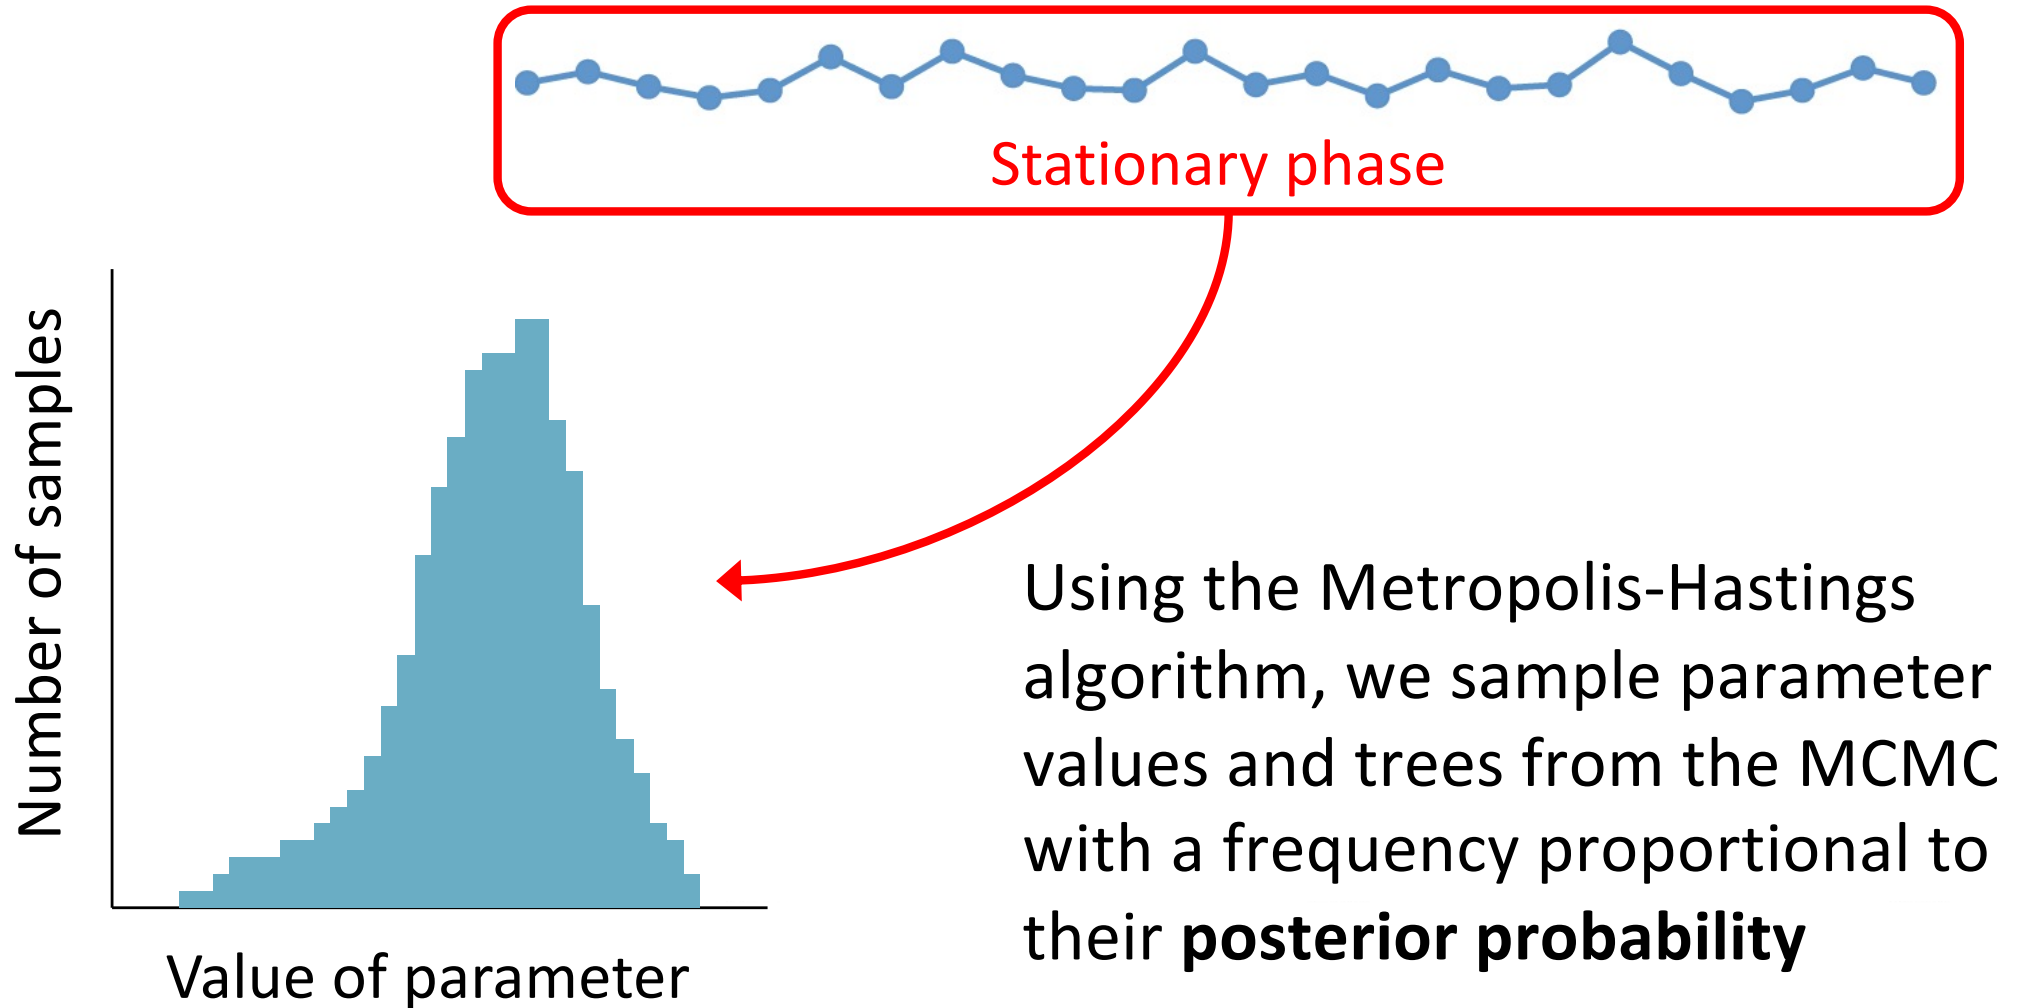 Stationary phase
Number of samples
Value of parameter
Using the Metropolis-Hastings
algorithm, we sample parameter
values and trees from the MCMC
with a frequency proportional to
their posterior probability